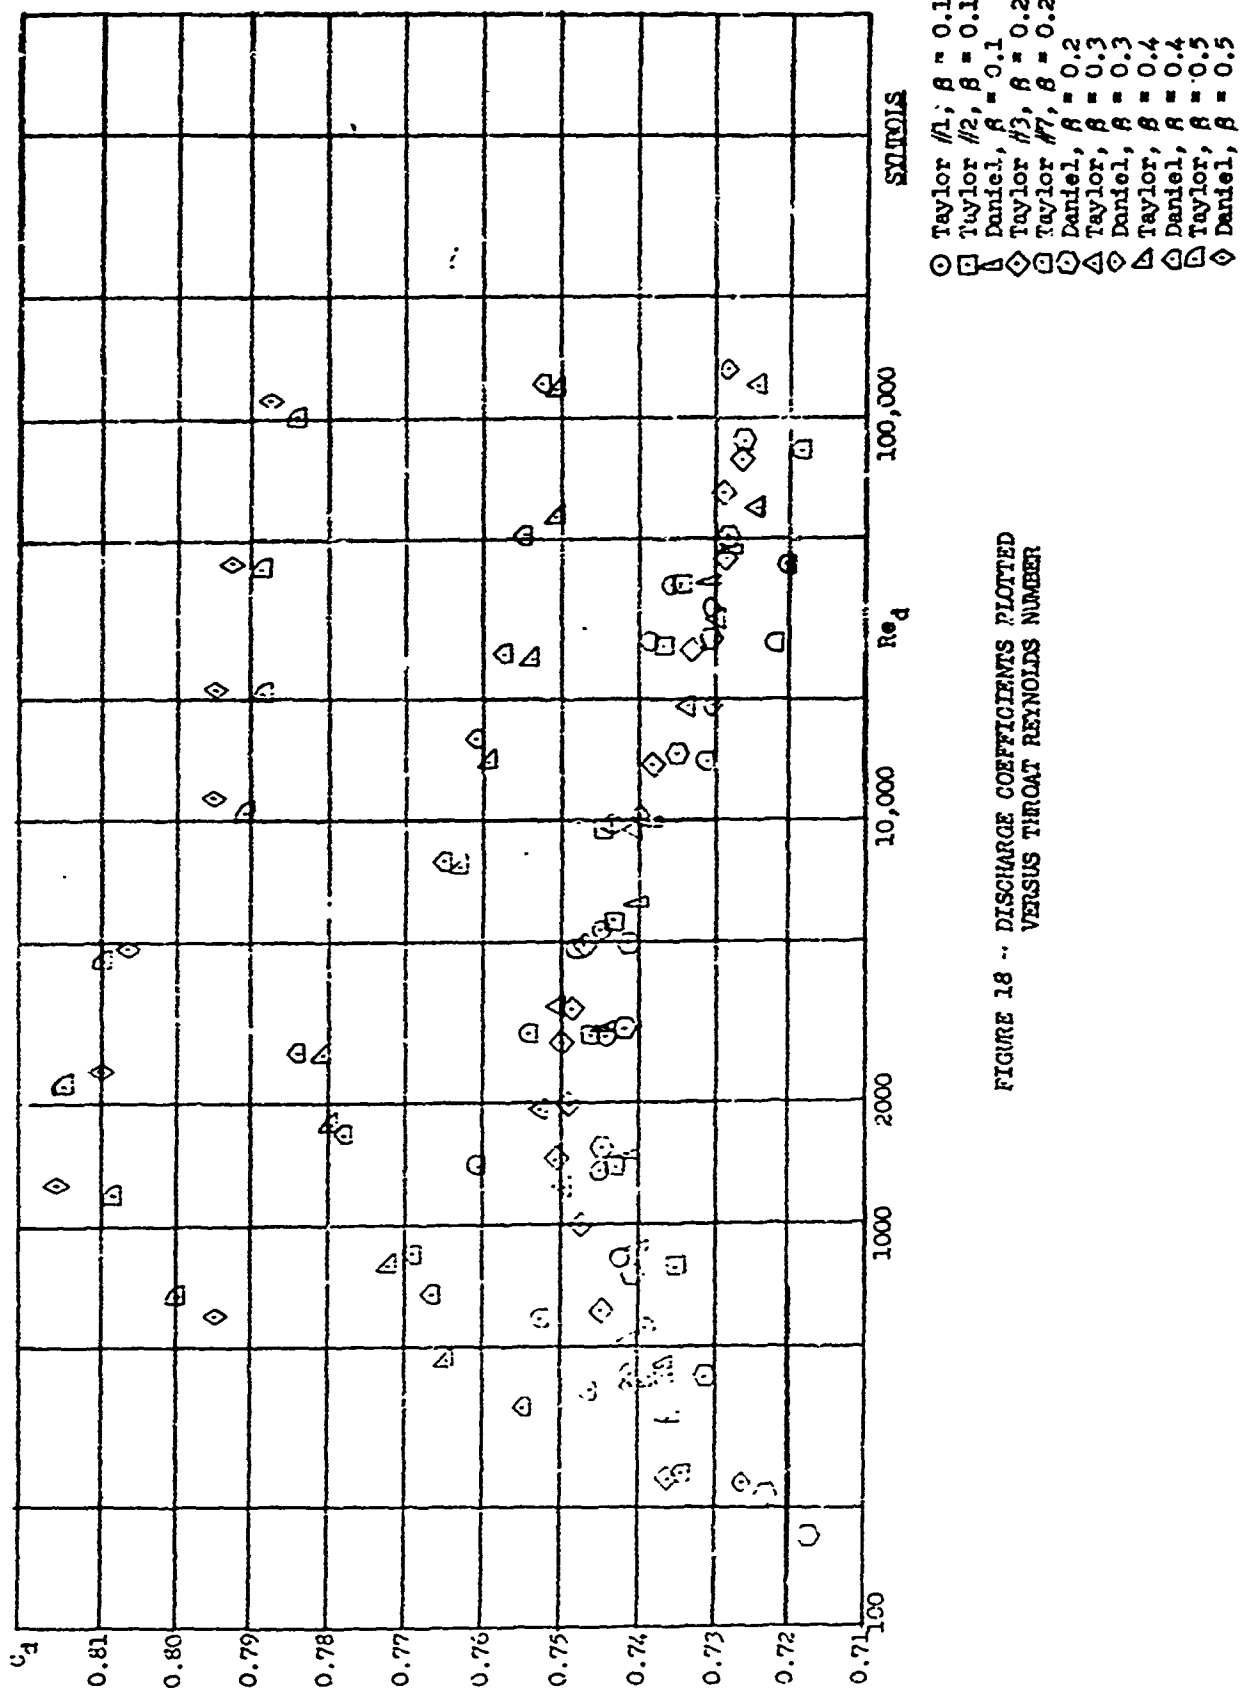 C_d
0.81
0.80
0.79
0.78
0.77
0.76
0.75
0.74
0.73
0.72
0.71
100
1000
2000
10,000
100,000
Re_d
SYMBOLS
⊙ Taylor #1, β = 0.1
Taylor #2, β = 0.1
Daniel, β = 0.1
Taylor #3, β = 0.2
Taylor #7, β = 0.2
Daniel, β = 0.2
Taylor, β = 0.3
Daniel, β = 0.3
Taylor, β = 0.4
Daniel, β = 0.4
Taylor, β = 0.5
Daniel, β = 0.5
FIGURE 18 -- DISCHARGE COEFFICIENTS PLOTTED
VERSUS THROAT REYNOLDS NUMBER